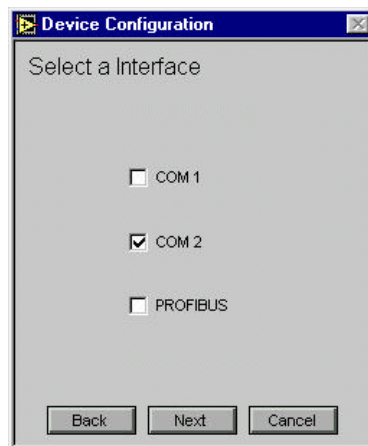 Device Configuration
Select a Interface
COM 1
COM 2
PROFIBUS
Back Next Cancel